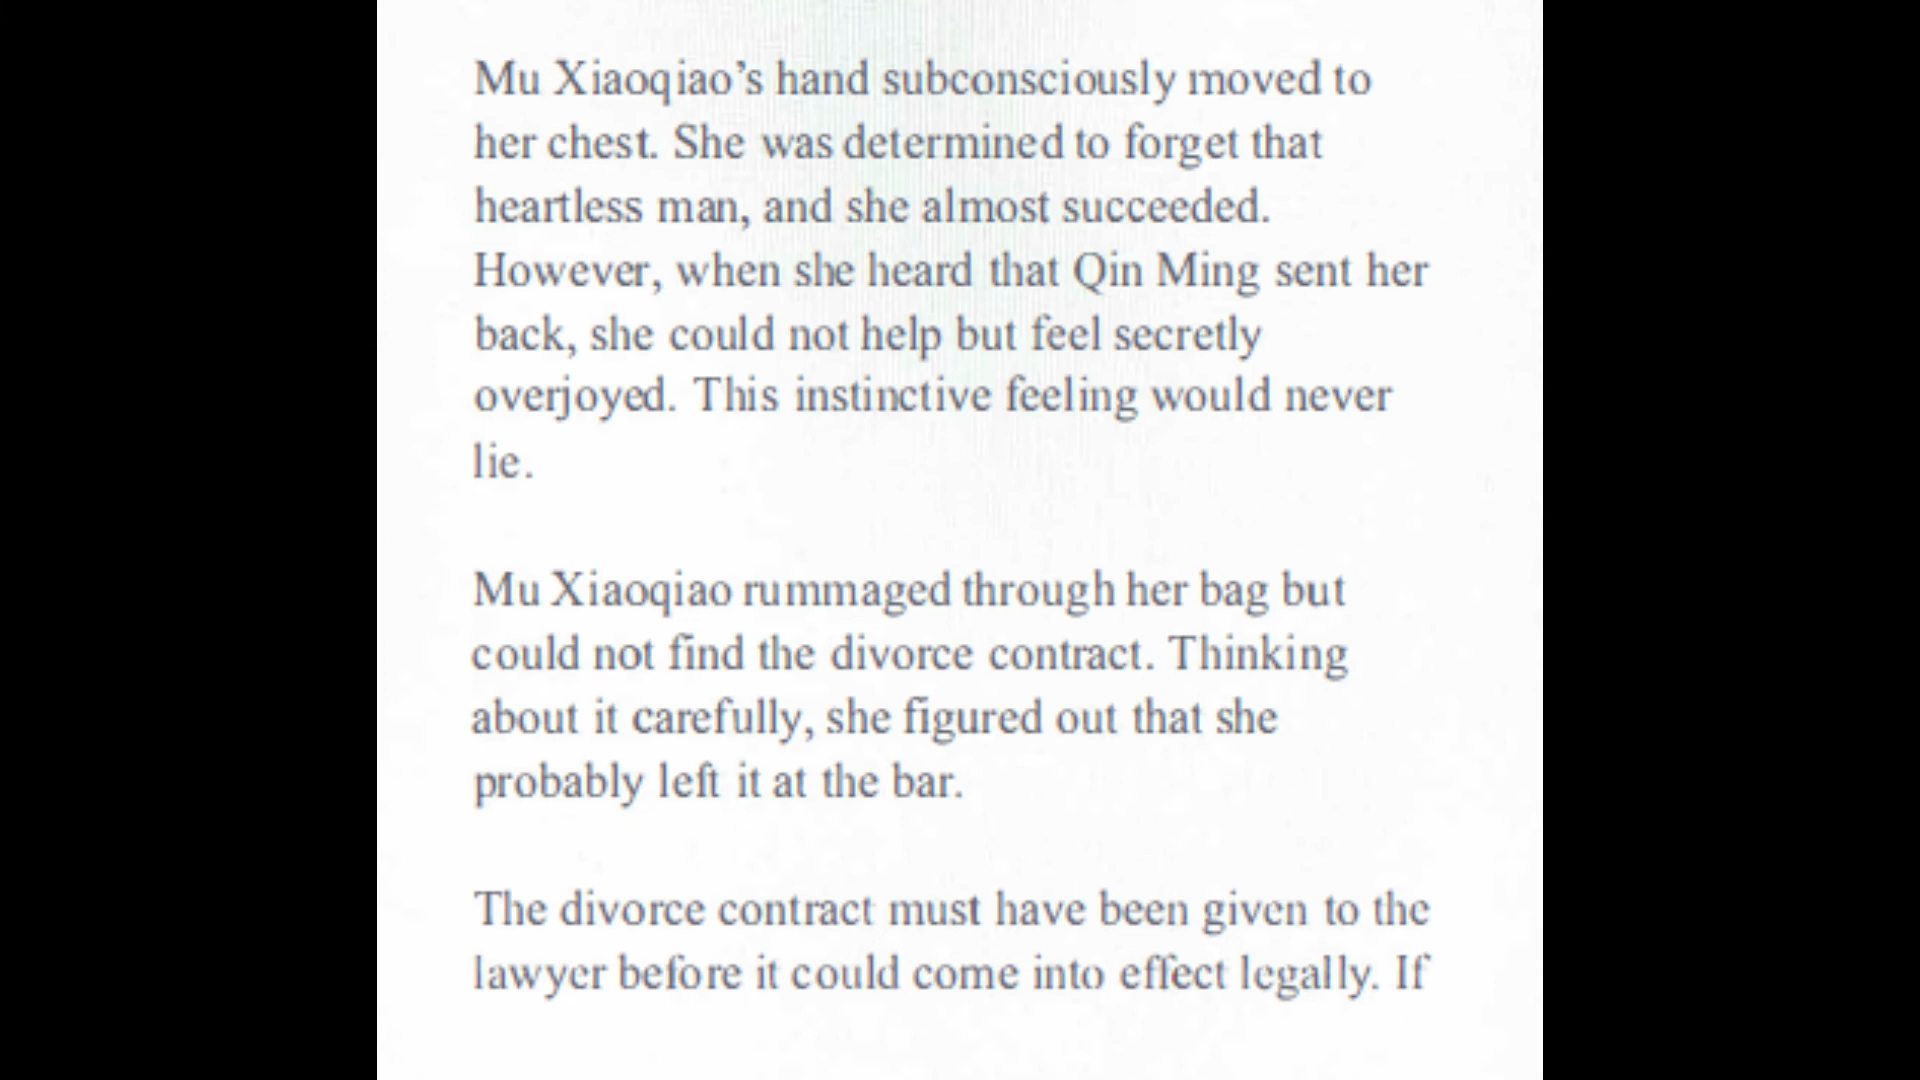 Mu Xiaoqiao’s hand subconsciously moved to
her chest. She was determined to forget that
heartless man, and she almost succeeded.
However, when she heard that Qin Ming sent her
back, she could not help but feel secretly
overjoyed. This instinctive feeling would never
lie.
Mu Xiaoqiao rummaged through her bag but
could not find the divorce contract. Thinking
about it carefully, she figured out that she
probably left it at the bar.
The divorce contract must have been given to the
lawyer before it could come into effect legally. If